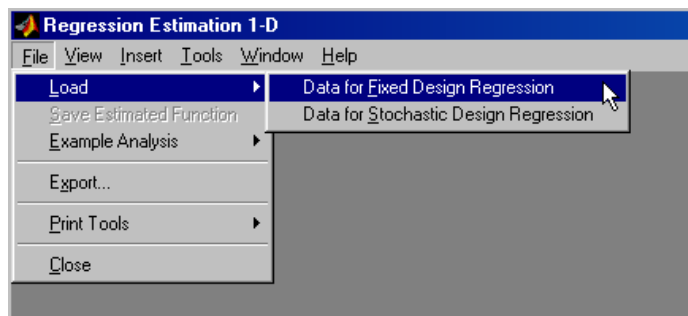 Regression Estimation 1-D
File View Insert Tools Window Help
Load
Data for Fixed Design Regression
Save Estimated Function
Data for Stochastic Design Regression
Example Analysis
Export...
Print Tools
Close